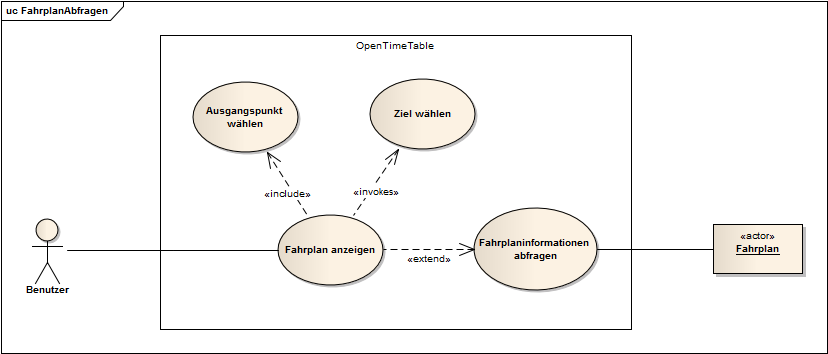 uc FahrplanAbfragen
OpenTimeTable
Ausgangspunkt
wählen
Ziel wählen
«include»
«invokes»
Fahrplan anzeigen
«extend»
Fahrplaninformationen
abfragen
«actor»
Fahrplan
Benutzer